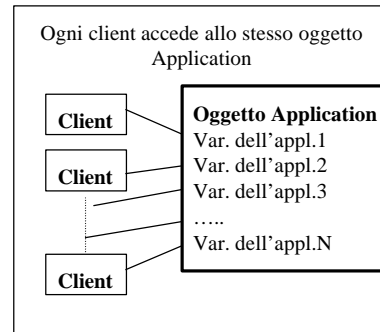 Ogni client accede allo stesso oggetto
Application
Client
Client
Client
Oggetto Application
Var. dell'appl.1
Var. dell'appl.2
Var. dell'appl.3
…..
Var. dell'appl.N